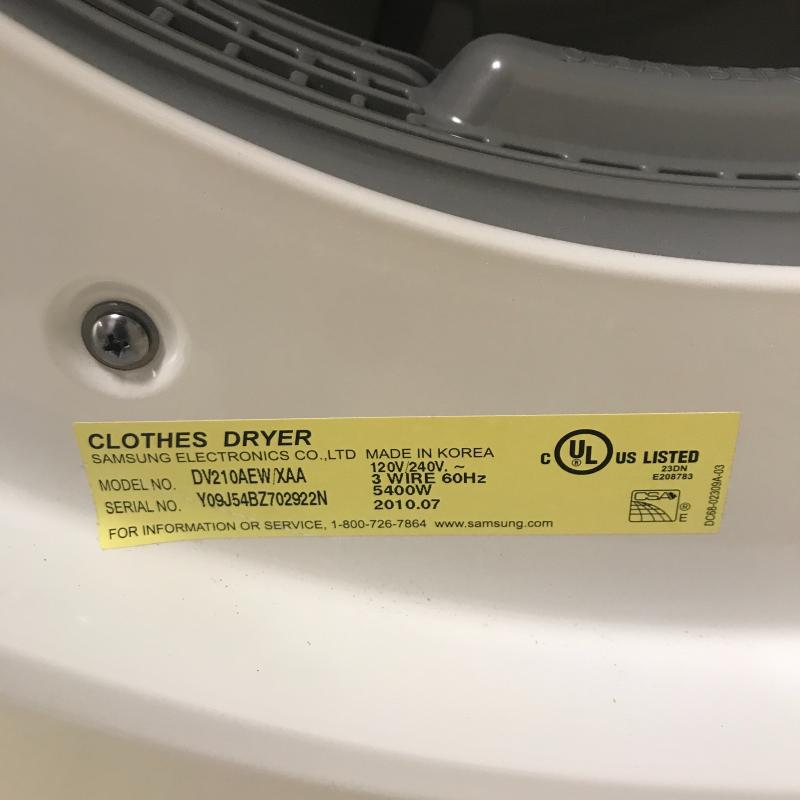 CLOTHES DRYER
SAMSUNG ELECTRONICS CO.,LTD MADE IN KOREA
MODEL NO. DV210AEW/XAA
120V/240V. ~
3 WIRE 60Hz
SERIAL NO. Y09J54BZ702922N
5400W
2010.07
FOR INFORMATION OR SERVICE, 1-800-726-7864 www.samsung.com
C UL US LISTED
23DN
E208783
CSA ®
E
DC68-02309A-03